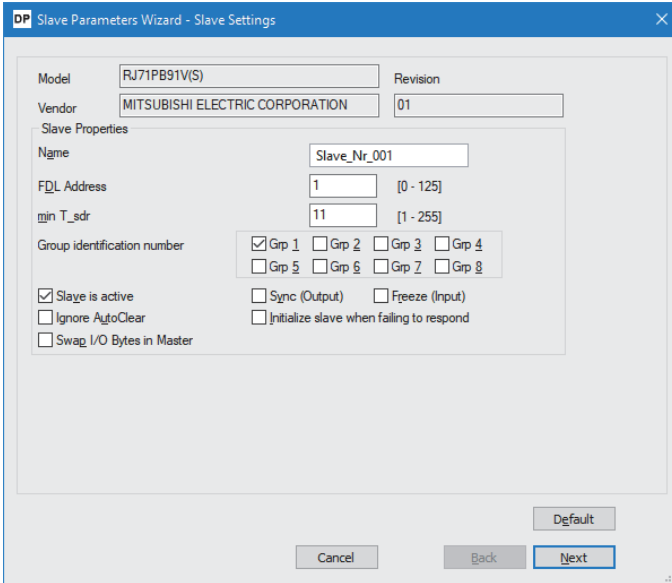 DP Slave Parameters Wizard - Slave Settings
Model RJ71PB91V(S) Revision
Vendor MITSUBISHI ELECTRIC CORPORATION 01
Slave Properties
Name Slave_Nr_001
FDL Address 1 [0 - 125]
min T_sdr 11 [1 - 255]
Group identification number Grp 1 Grp 2 Grp 3 Grp 4
Grp 5 Grp 6 Grp 7 Grp 8
Slave is active Sync (Output) Freeze (Input)
Ignore AutoClear Initialize slave when failing to respond
Swap I/O Bytes in Master
Default
Cancel Back Next